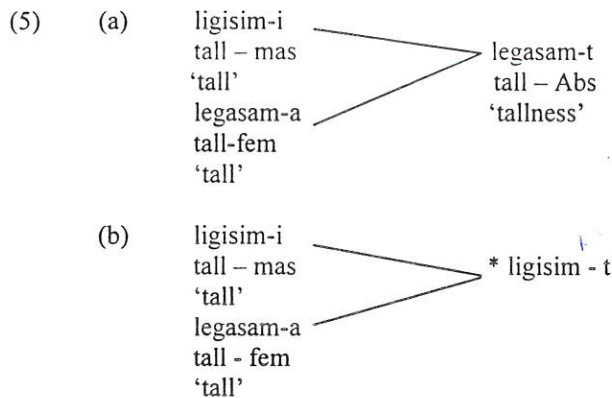 (5) (a) ligisim-i
tall – mas
‘tall’
legasam-a
tall-fem
‘tall’
legasam-t
tall – Abs
‘tallness’
(b) ligisim-i
tall – mas
‘tall’
legasam-a
tall - fem
‘tall’
* ligisim - t